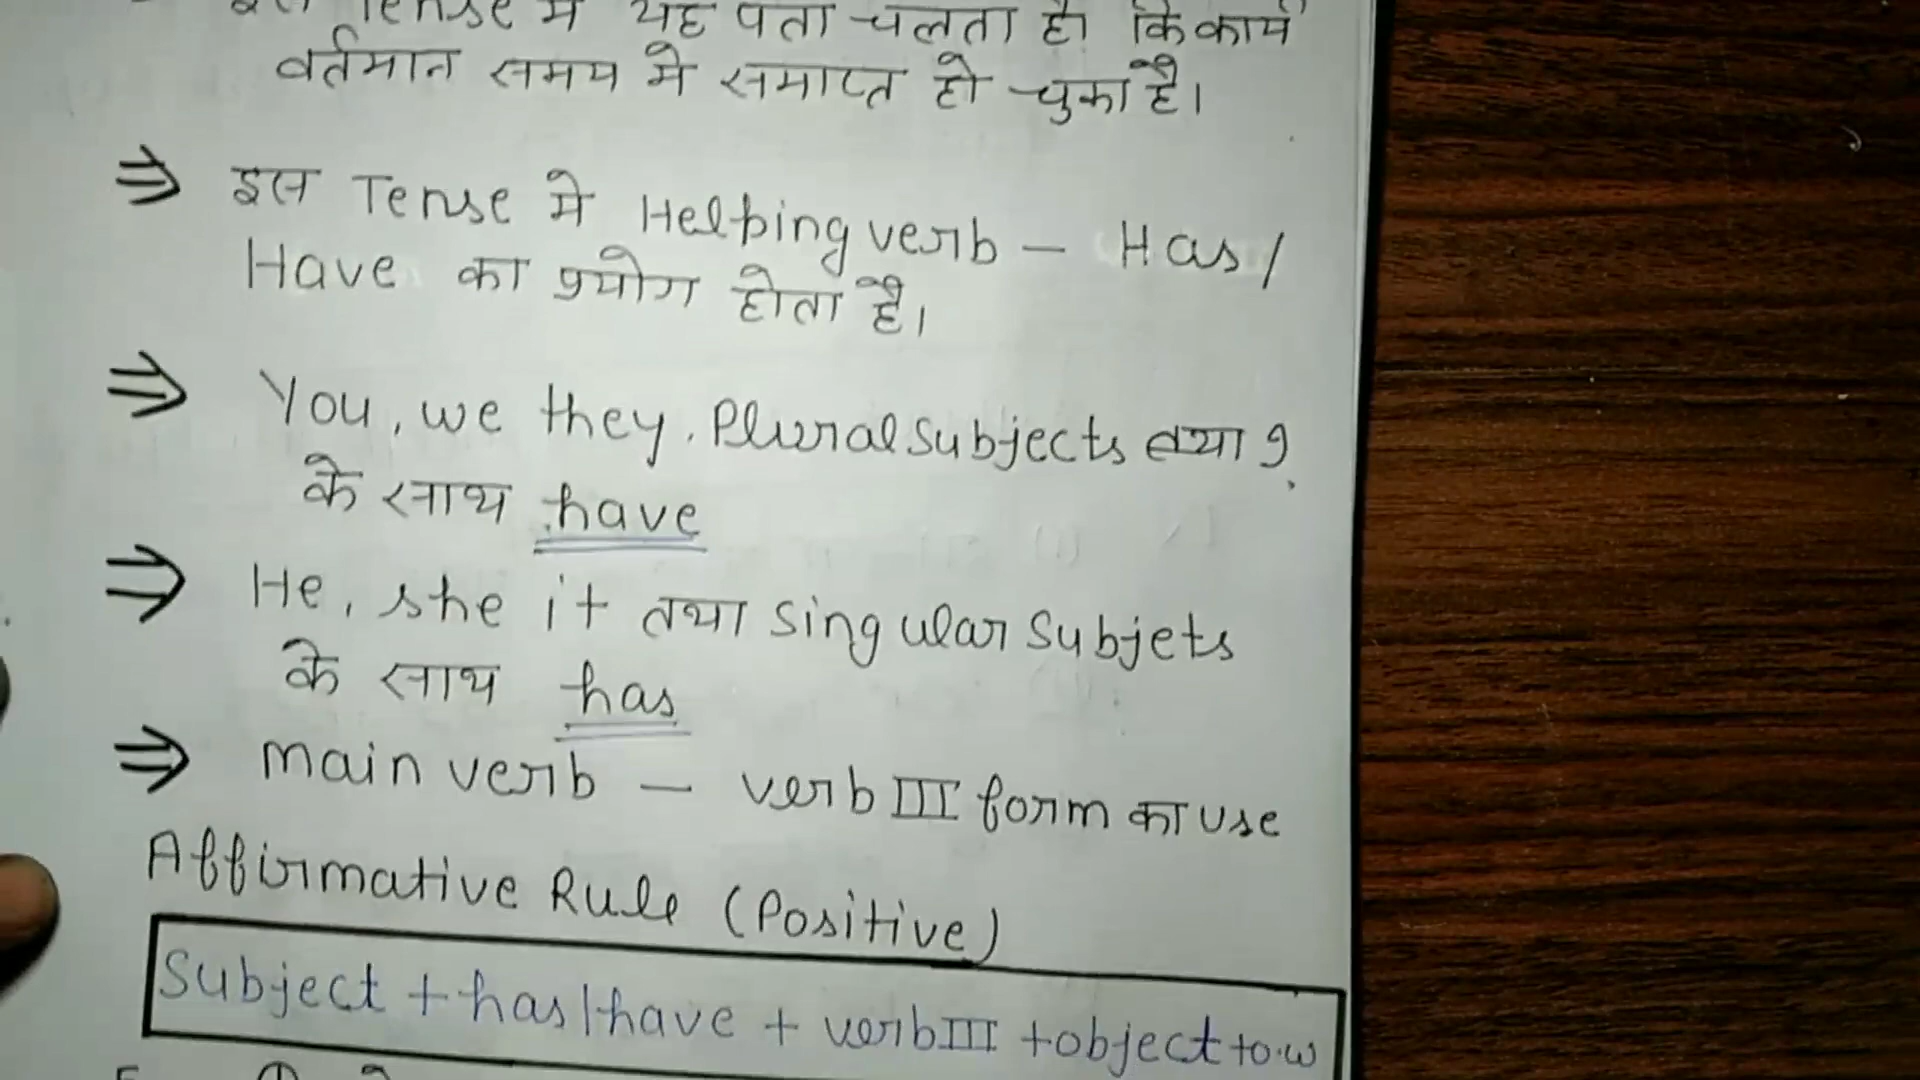 इस Tense मे यह पता चलता है। कि कार्य
वर्तमान समय मे समाप्त हो चुका है।
⇒ इस Tense मे Helping verb – Has/
Have का प्रयोग होता है।
⇒ You, we they, Plural subjects तथा I
के साथ have
⇒ He, she it तथा singular subjets
के साथ has
⇒ main verb – verb III form का use
Affirmative Rule (Positive)
Subject + has/have + verb III + object + o.w